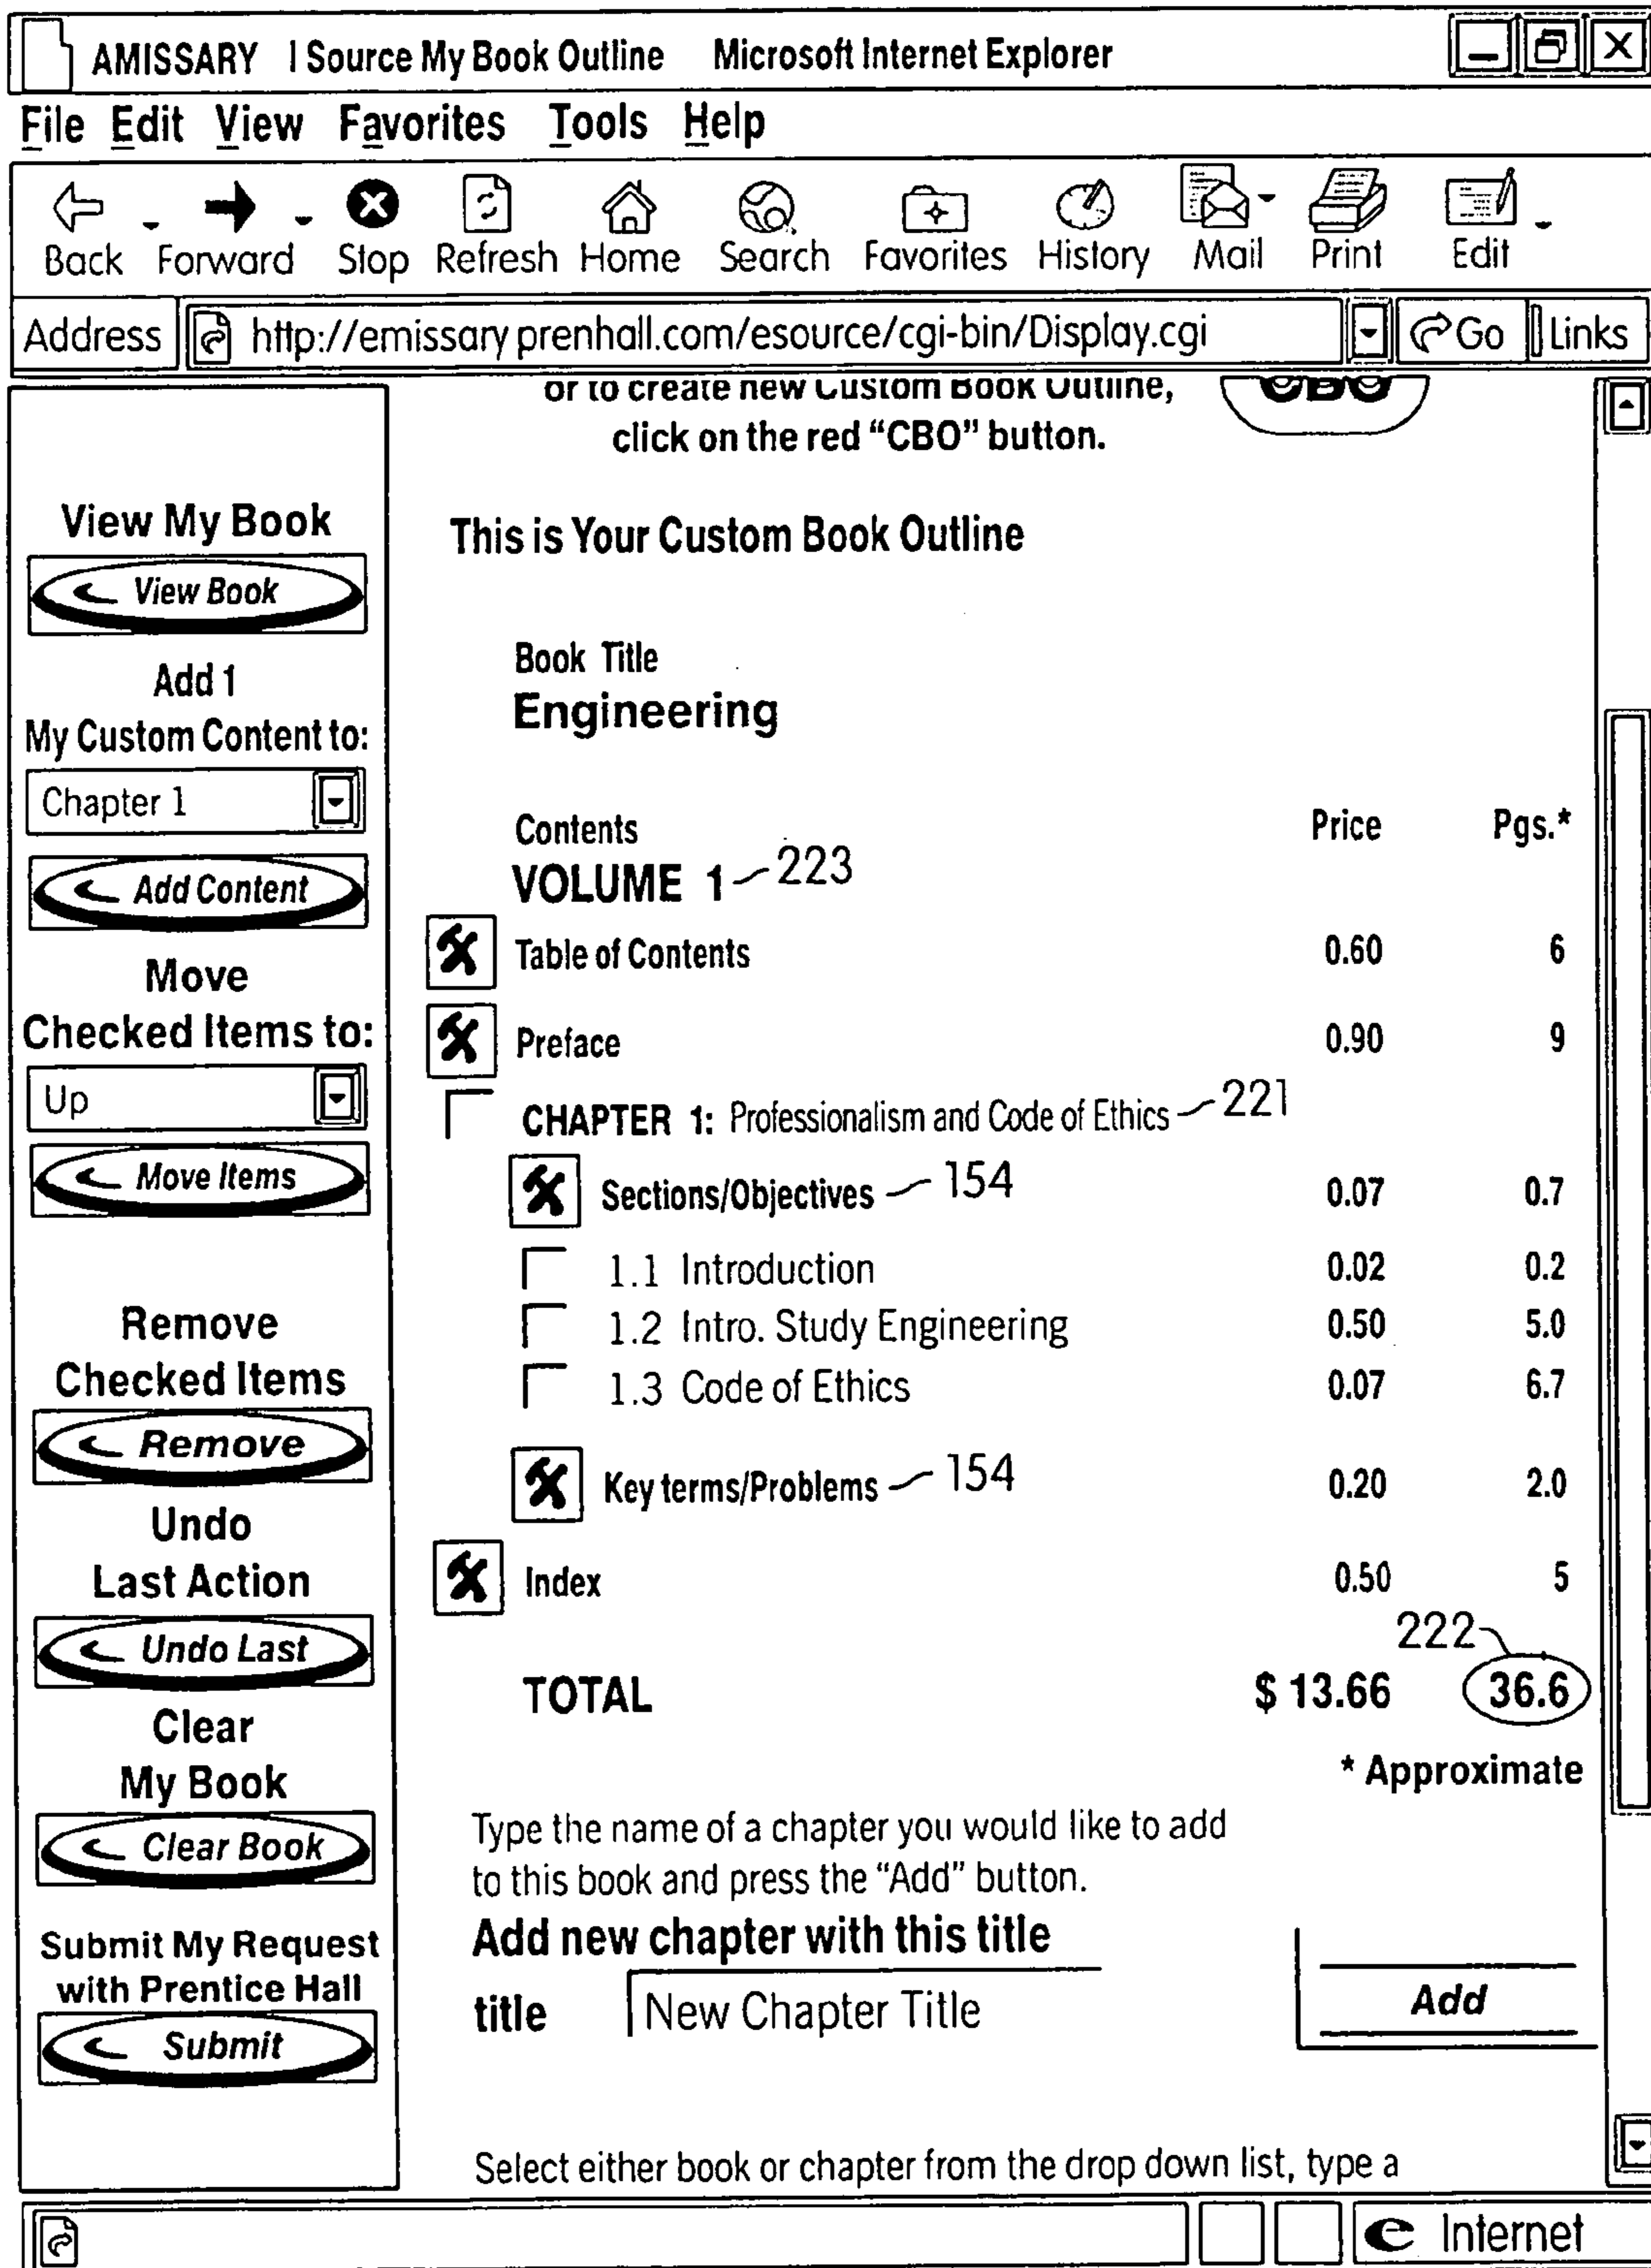 AMISSARY I Source My Book Outline Microsoft Internet Explorer
File Edit View Favorites Tools Help
Back Forward Stop Refresh Home Search Favorites History Mail Print Edit
Address http://emissary prenhall.com/esource/cgi-bin/Display.cgi Go Links
or to create new Custom Book Outline, CBO
click on the red “CBO” button.
View My Book
View Book
Add 1
My Custom Content to:
Chapter 1
Add Content
Move
Checked Items to:
Up
Move Items
Remove
Checked Items
Remove
Undo
Last Action
Undo Last
Clear
My Book
Clear Book
Submit My Request
with Prentice Hall
Submit
This is Your Custom Book Outline
Book Title
Engineering
Contents Price Pgs.*
VOLUME 1 223
Table of Contents 0.60 6
Preface 0.90 9
CHAPTER 1: Professionalism and Code of Ethics 221
Sections/Objectives 154 0.07 0.7
1.1 Introduction 0.02 0.2
1.2 Intro. Study Engineering 0.50 5.0
1.3 Code of Ethics 0.07 6.7
Key terms/Problems 154 0.20 2.0
Index 0.50 5
222
TOTAL $ 13.66 36.6
* Approximate
Type the name of a chapter you would like to add
to this book and press the “Add” button.
Add new chapter with this title
title New Chapter Title Add
Select either book or chapter from the drop down list, type a
Internet